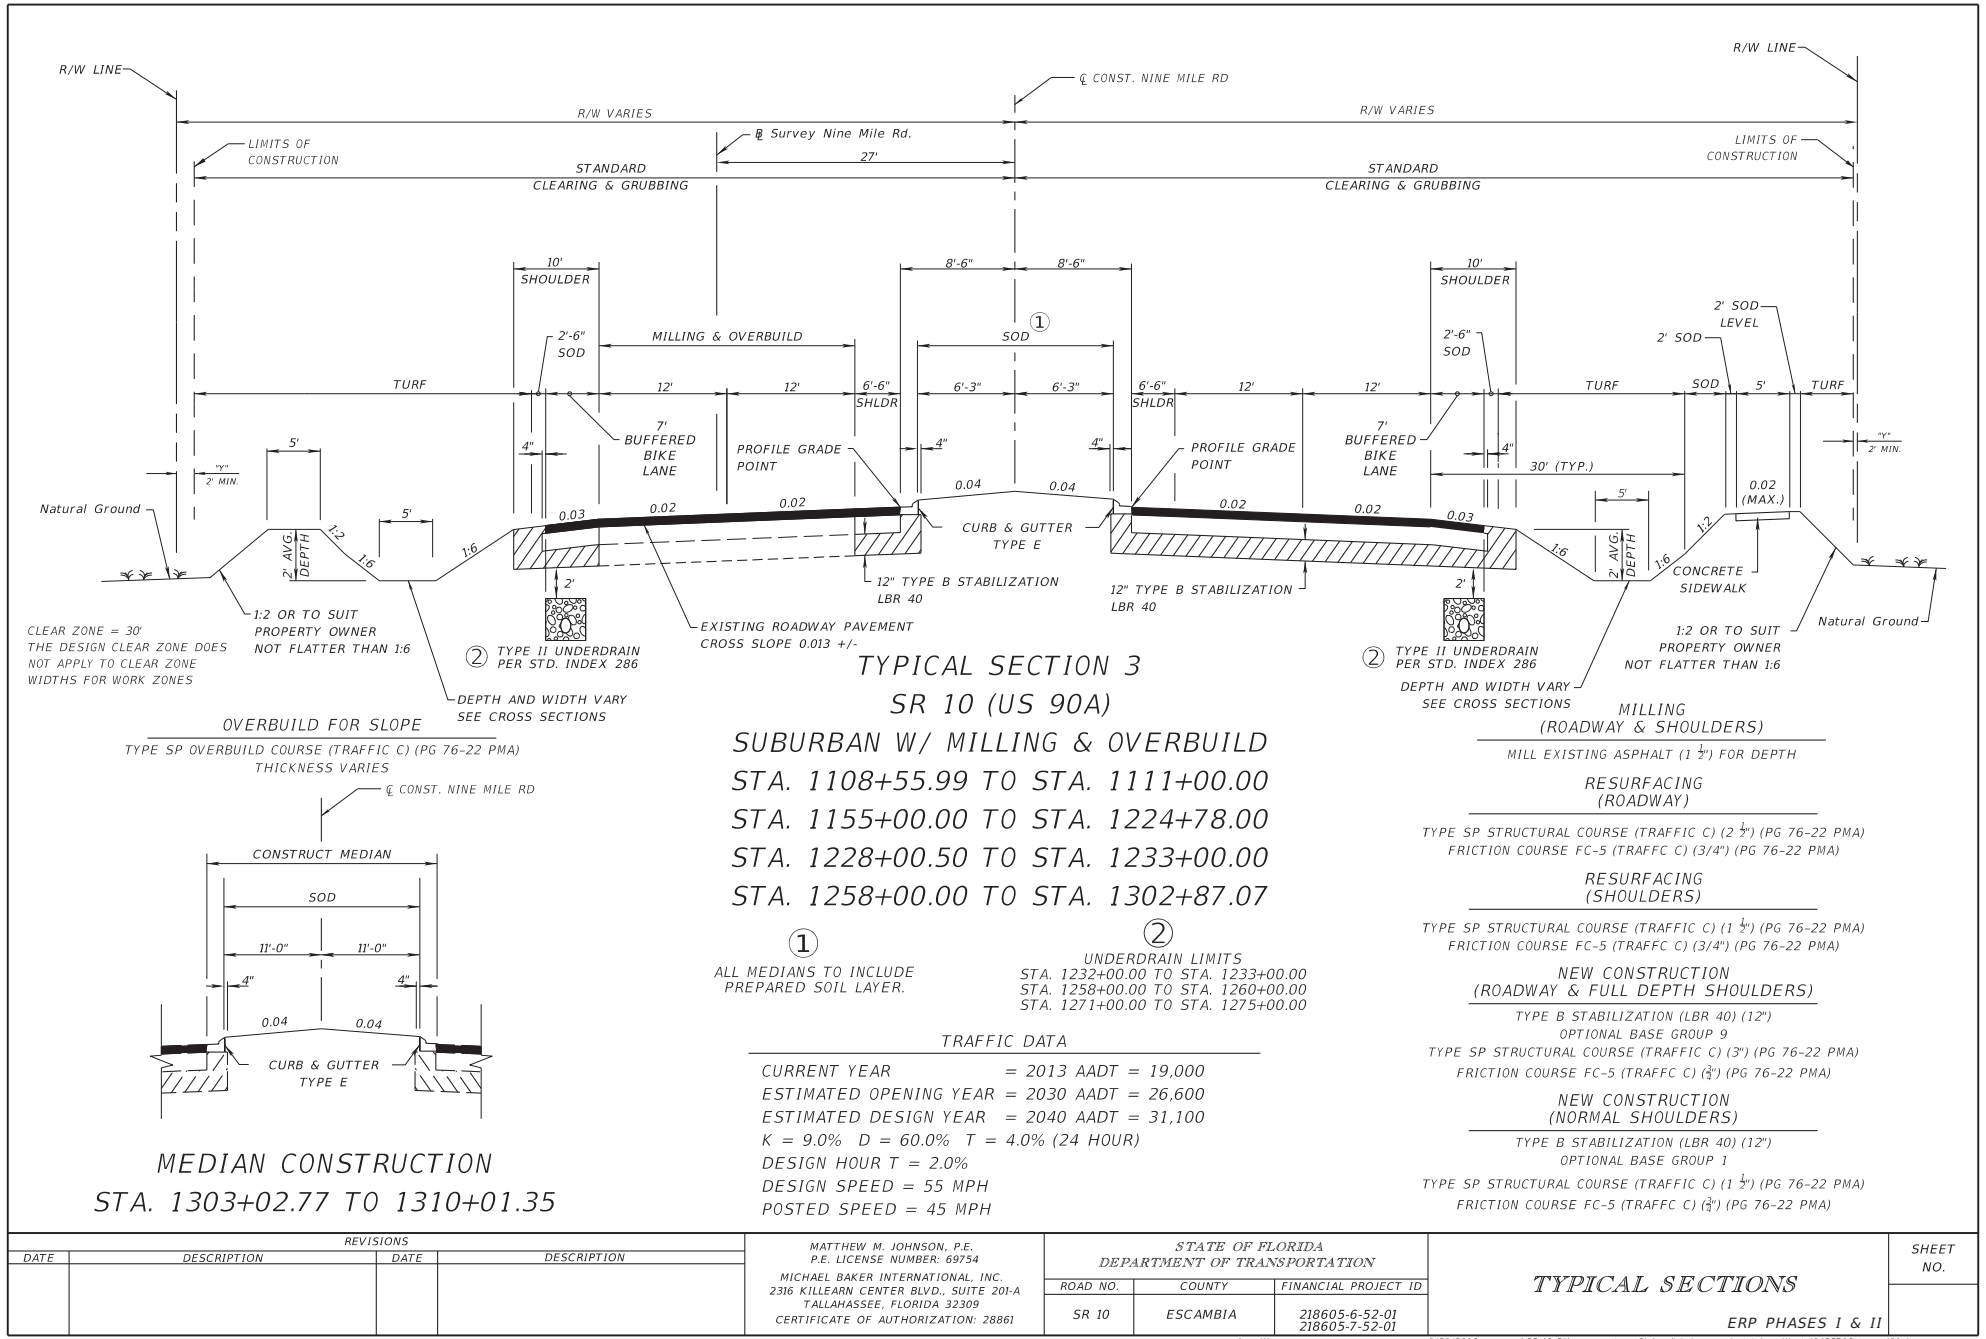 R/W LINE
R/W LINE
℄ CONST. NINE MILE RD
R/W VARIES
R/W VARIES
LIMITS OF
CONSTRUCTION
Survey Nine Mile Rd.
27'
LIMITS OF
CONSTRUCTION
STANDARD
CLEARING & GRUBBING
STANDARD
CLEARING & GRUBBING
10'
SHOULDER
8'-6"
8'-6"
10'
SHOULDER
2'-6"
SOD
MILLING & OVERBUILD
SOD
①
2'-6"
SOD
2' SOD
LEVEL
2' SOD
TURF
12'
12'
6'-6"
SHLDR
6'-3"
6'-3"
6'-6"
SHLDR
12'
12'
TURF
SOD
5'
TURF
5'
4"
7'
BUFFERED
BIKE
LANE
PROFILE GRADE
POINT
4"
4"
PROFILE GRADE
POINT
7'
BUFFERED
BIKE
LANE
4"
30' (TYP.)
"Y"
2' MIN.
"Y"
2' MIN.
Natural Ground
5'
1:2
2' AVG.
DEPTH
1:6
1:6
0.03
0.02
0.02
0.04
0.04
CURB & GUTTER
TYPE E
0.02
0.02
0.03
5'
0.02
(MAX.)
1:6
2' AVG.
DEPTH
1:6
1:2
CONCRETE
SIDEWALK
1:2 OR TO SUIT
PROPERTY OWNER
NOT FLATTER THAN 1:6
2'
12" TYPE B STABILIZATION
LBR 40
12" TYPE B STABILIZATION
LBR 40
2'
Natural Ground
1:2 OR TO SUIT
PROPERTY OWNER
NOT FLATTER THAN 1:6
CLEAR ZONE = 30'
THE DESIGN CLEAR ZONE DOES
NOT APPLY TO CLEAR ZONE
WIDTHS FOR WORK ZONES
② TYPE II UNDERDRAIN
PER STD. INDEX 286
EXISTING ROADWAY PAVEMENT
CROSS SLOPE 0.013 +/-
② TYPE II UNDERDRAIN
PER STD. INDEX 286
DEPTH AND WIDTH VARY
SEE CROSS SECTIONS
DEPTH AND WIDTH VARY
SEE CROSS SECTIONS
TYPICAL SECTION 3
SR 10 (US 90A)
SUBURBAN W/ MILLING & OVERBUILD
STA. 1108+55.99 TO STA. 1111+00.00
STA. 1155+00.00 TO STA. 1224+78.00
STA. 1228+00.50 TO STA. 1233+00.00
STA. 1258+00.00 TO STA. 1302+87.07
OVERBUILD FOR SLOPE
TYPE SP OVERBUILD COURSE (TRAFFIC C) (PG 76-22 PMA)
THICKNESS VARIES
℄ CONST. NINE MILE RD
CONSTRUCT MEDIAN
SOD
11'-0"
11'-0"
4"
4"
0.04
0.04
CURB & GUTTER
TYPE E
MEDIAN CONSTRUCTION
STA. 1303+02.77 TO 1310+01.35
①
ALL MEDIANS TO INCLUDE
PREPARED SOIL LAYER.
②
UNDERDRAIN LIMITS
STA. 1232+00.00 TO STA. 1233+00.00
STA. 1258+00.00 TO STA. 1260+00.00
STA. 1271+00.00 TO STA. 1275+00.00
TRAFFIC DATA
CURRENT YEAR = 2013 AADT = 19,000
ESTIMATED OPENING YEAR = 2030 AADT = 26,600
ESTIMATED DESIGN YEAR = 2040 AADT = 31,100
K = 9.0% D = 60.0% T = 4.0% (24 HOUR)
DESIGN HOUR T = 2.0%
DESIGN SPEED = 55 MPH
POSTED SPEED = 45 MPH
MILLING
(ROADWAY & SHOULDERS)
MILL EXISTING ASPHALT (1 1/2") FOR DEPTH
RESURFACING
(ROADWAY)
TYPE SP STRUCTURAL COURSE (TRAFFIC C) (2 1/2") (PG 76-22 PMA)
FRICTION COURSE FC-5 (TRAFFC C) (3/4") (PG 76-22 PMA)
RESURFACING
(SHOULDERS)
TYPE SP STRUCTURAL COURSE (TRAFFIC C) (1 1/2") (PG 76-22 PMA)
FRICTION COURSE FC-5 (TRAFFC C) (3/4") (PG 76-22 PMA)
NEW CONSTRUCTION
(ROADWAY & FULL DEPTH SHOULDERS)
TYPE B STABILIZATION (LBR 40) (12")
OPTIONAL BASE GROUP 9
TYPE SP STRUCTURAL COURSE (TRAFFIC C) (3") (PG 76-22 PMA)
FRICTION COURSE FC-5 (TRAFFC C) (PG 76-22 PMA)
NEW CONSTRUCTION
(NORMAL SHOULDERS)
TYPE B STABILIZATION (LBR 40) (12")
OPTIONAL BASE GROUP 1
TYPE SP STRUCTURAL COURSE (TRAFFIC C) (1 1/2") (PG 76-22 PMA)
FRICTION COURSE FC-5 (TRAFFC C) (3/4") (PG 76-22 PMA)
REVISIONS
DATE DESCRIPTION DATE DESCRIPTION
MATTHEW M. JOHNSON, P.E.
P.E. LICENSE NUMBER: 69754
MICHAEL BAKER INTERNATIONAL, INC.
2316 KILLEARN CENTER BLVD., SUITE 201-A
TALLAHASSEE, FLORIDA 32309
CERTIFICATE OF AUTHORIZATION: 28861
STATE OF FLORIDA
DEPARTMENT OF TRANSPORTATION
ROAD NO. COUNTY FINANCIAL PROJECT ID
SR 10 ESCAMBIA 218605-6-52-01
218605-7-52-01
TYPICAL SECTIONS
ERP PHASES I & II
SHEET
NO.